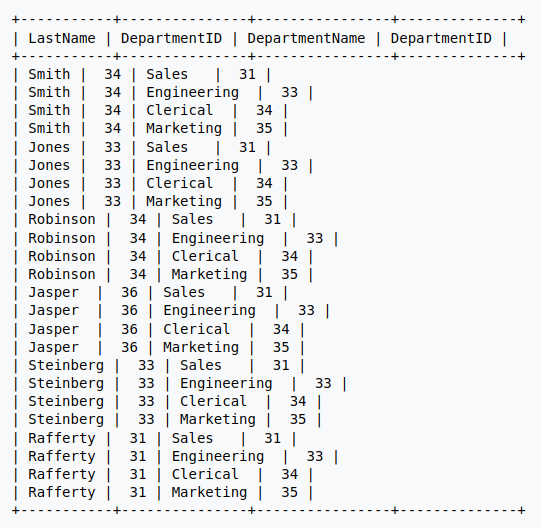 +-----------+---------------+----------------+--------------+
| LastName | DepartmentID | DepartmentName | DepartmentID |
+-----------+---------------+----------------+--------------+
| Smith |  34 | Sales   |  31 |
| Smith |  34 | Engineering  |  33 |
| Smith |  34 | Clerical  |  34 |
| Smith |  34 | Marketing |  35 |
| Jones |  33 | Sales   |  31 |
| Jones |  33 | Engineering  |  33 |
| Jones |  33 | Clerical  |  34 |
| Jones |  33 | Marketing |  35 |
| Robinson |  34 | Sales   |  31 |
| Robinson |  34 | Engineering  |  33 |
| Robinson |  34 | Clerical  |  34 |
| Robinson |  34 | Marketing |  35 |
| Jasper  |  36 | Sales   |  31 |
| Jasper  |  36 | Engineering  |  33 |
| Jasper  |  36 | Clerical  |  34 |
| Jasper  |  36 | Marketing |  35 |
| Steinberg |  33 | Sales   |  31 |
| Steinberg |  33 | Engineering  |  33 |
| Steinberg |  33 | Clerical  |  34 |
| Steinberg |  33 | Marketing |  35 |
| Rafferty |  31 | Sales   |  31 |
| Rafferty |  31 | Engineering  |  33 |
| Rafferty |  31 | Clerical  |  34 |
| Rafferty |  31 | Marketing |  35 |
+-----------+---------------+----------------+--------------+